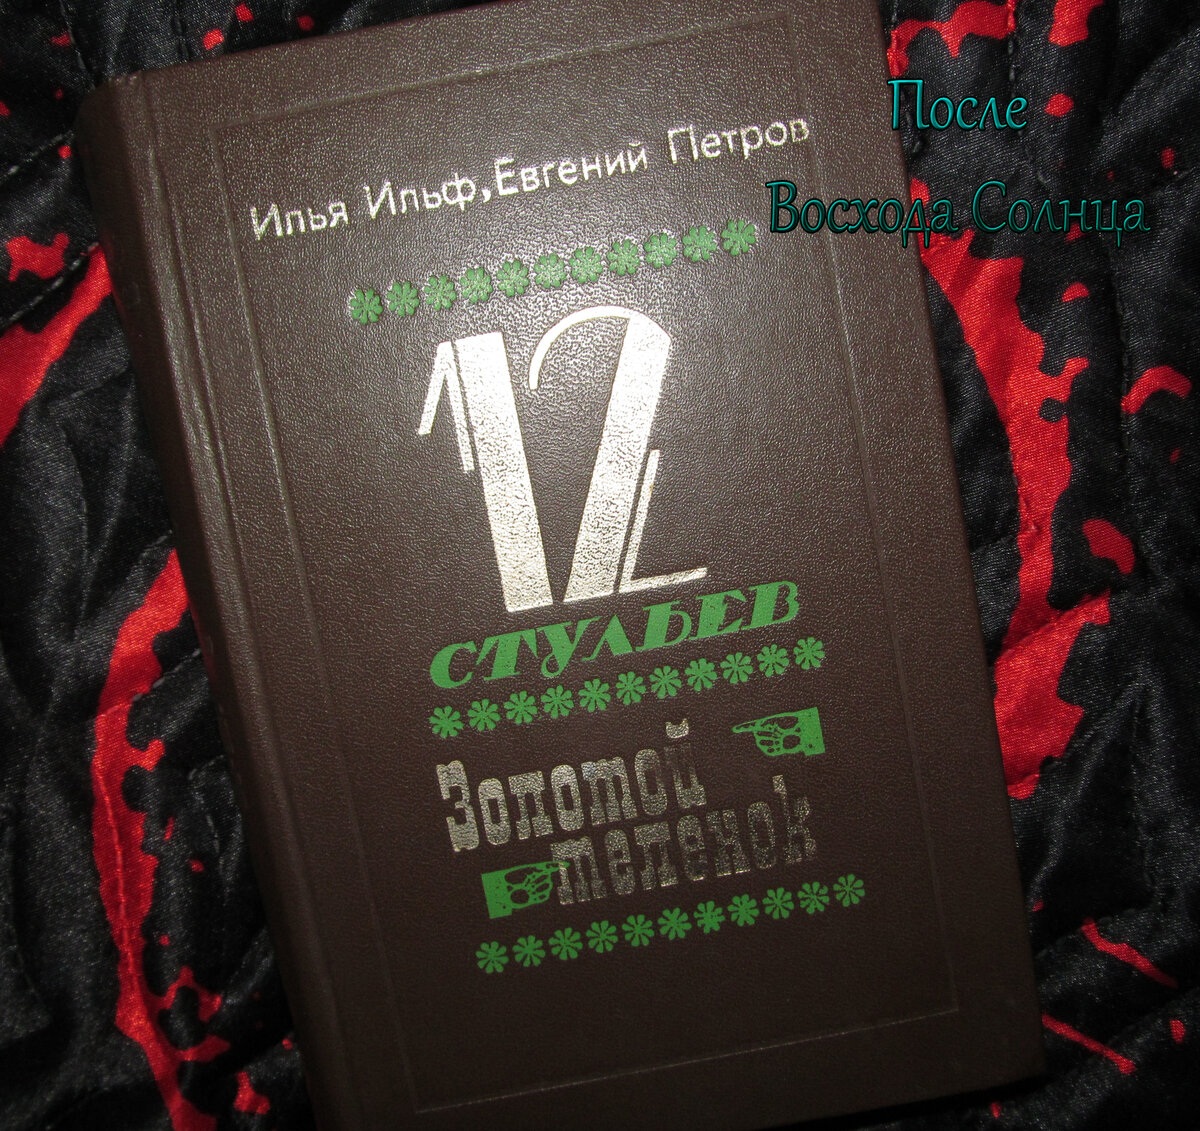 После
Восхода Солнца
Илья Ильф, Евгений Петров
12
стульев
Золотой
теленок